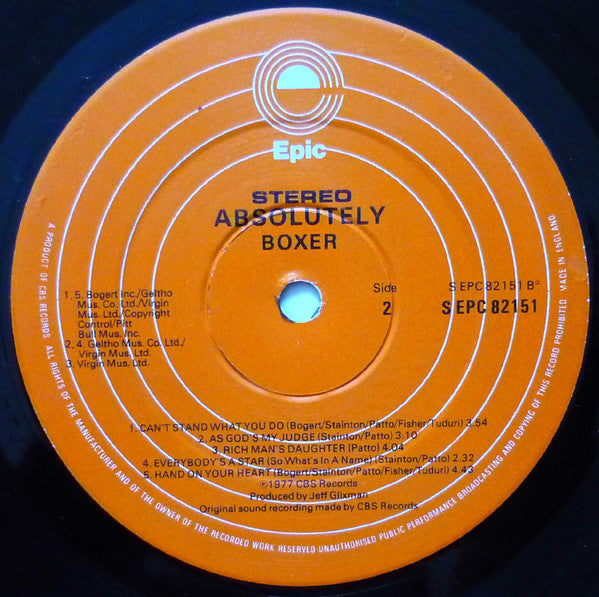 Epic
STEREO
ABSOLUTELY
BOXER
1,5. Bogert Inc./Geltho
Mus. Co. Ltd./Virgin
Mus. Ltd./Copyright
Control/Pitt
Bull Mus. Inc.
2,4. Geltho Mus. Co. Ltd./
Virgin Mus. Ltd.
3. Virgin Mus. Ltd.
Side
2
S EPC 82151 B°
S EPC 82151
1. CAN'T STAND WHAT YOU DO (Bogert/Stainton/Patto/Fisher/Tuduri) 3.54
2. AS GOD'S MY JUDGE (Stainton/Patto) 3.10
3. RICH MAN'S DAUGHTER (Patto) 4.04
4. EVERYBODY'S A STAR (So What's In A Name) (Stainton/Patto) 2.32
5. HAND ON YOUR HEART (Bogert/Stainton/Patto/Fisher/Tuduri) 4.43
℗1977 CBS Records
Produced by Jeff Glixman
Original sound recording made by CBS Records
A PRODUCT OF CBS RECORDS. ALL RIGHTS OF THE MANUFACTURER AND OF THE OWNER OF THE RECORDED WORK RESERVED·UNAUTHORISED PUBLIC PERFORMANCE BROADCASTING AND COPYING OF THIS RECORD PROHIBITED MADE IN ENGLAND.